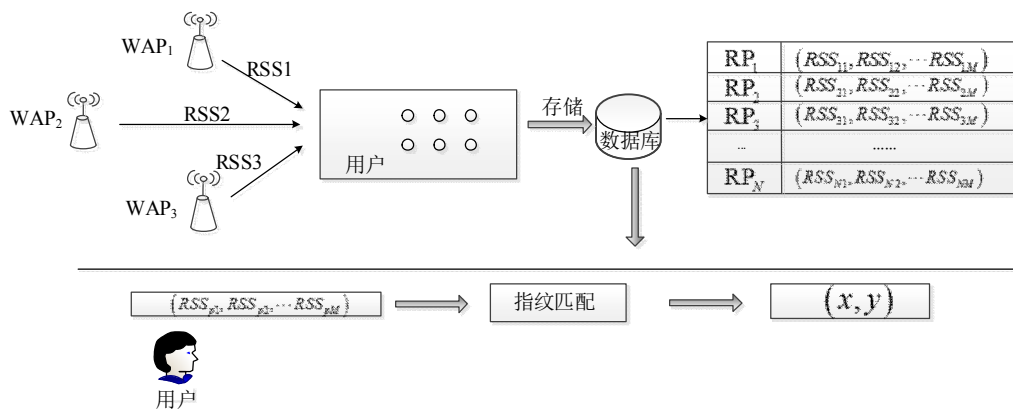 WAP1
RSS1
WAP2
RSS2
RSS3
WAP3
用户
存储
数据库
RP1 (RSS11, RSS12, ···RSS1M)
RP2 (RSS21, RSS22, ···RSS2M)
RP3 (RSS31, RSS32, ···RSS3M)
... ......
RPN (RSSN1, RSSN2, ···RSSNM)
(RSSp1, RSSp2, ···RSSpM)
指纹匹配
(x, y)
用户